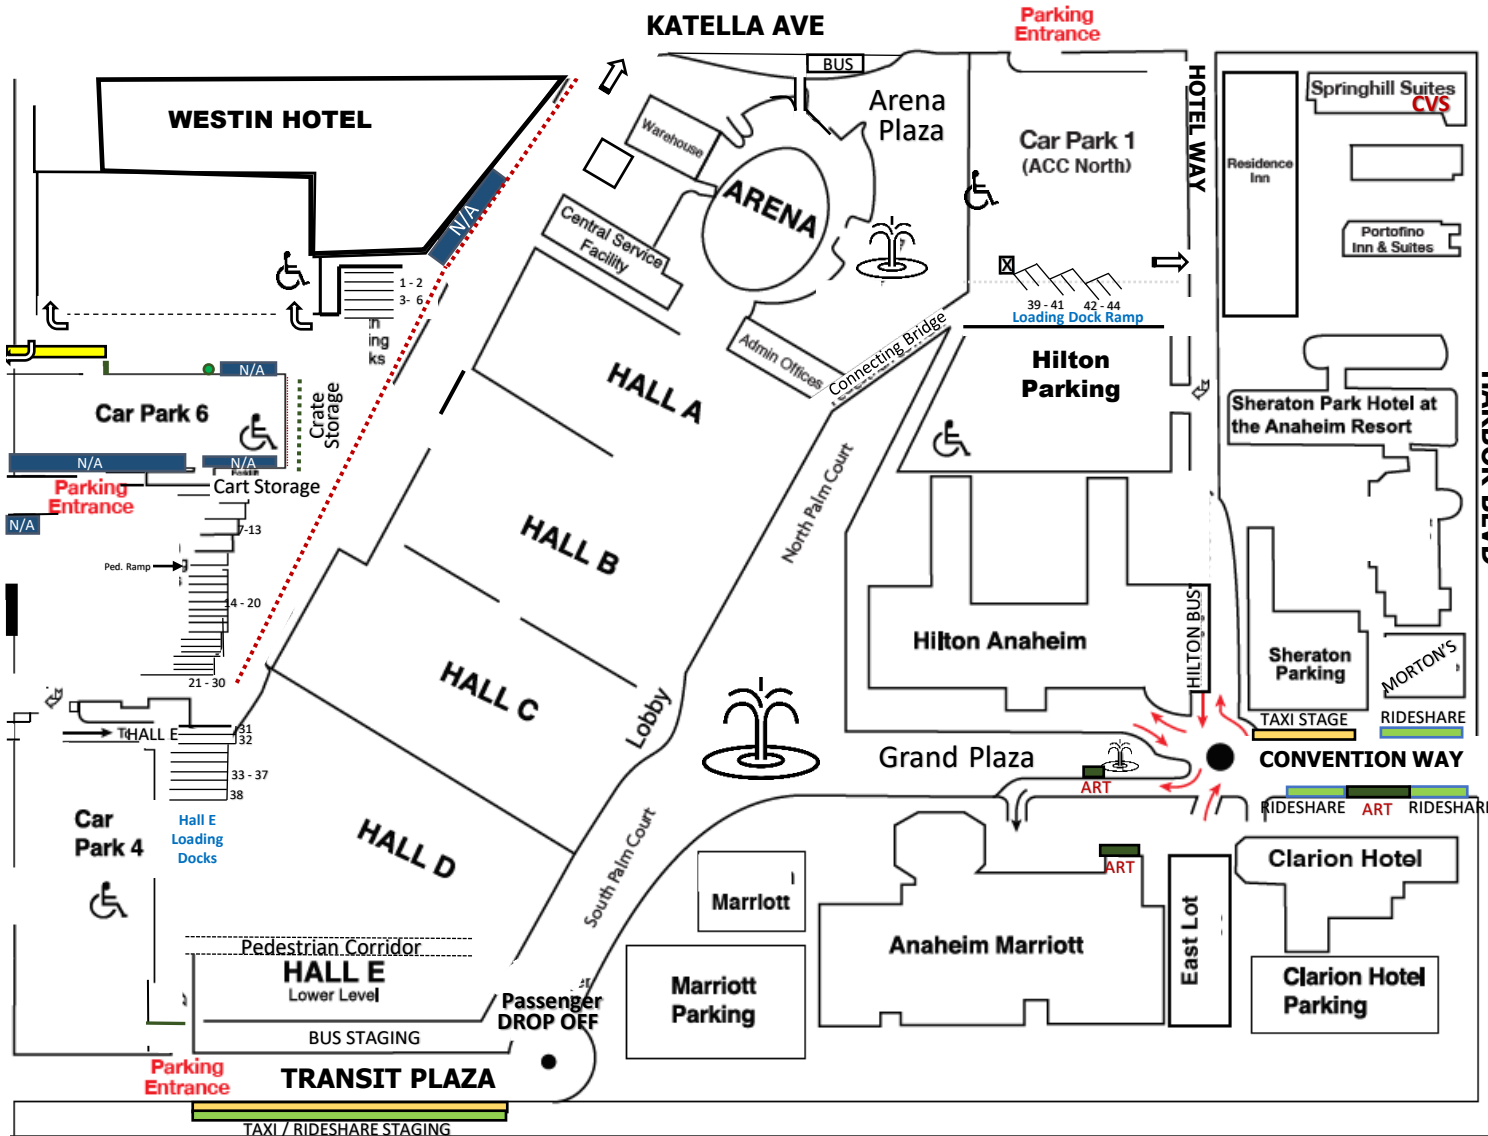 KATELLA AVE
Parking
Entrance
BUS
WESTIN HOTEL
Arena
Plaza
Warehouse
ARENA
Car Park 1
(ACC North)
HOTEL WAY
Springhill Suites
CVS
Residence
Inn
Portofino
Inn & Suites
N/A
Central Service
Facility
1 - 2
3- 6
39 - 41
42 - 44
Loading Dock Ramp
Admin Offices
Connecting Bridge
Hilton
Parking
Sheraton Park Hotel at
the Anaheim Resort
HARBOR BLVD
N/A
Car Park 6
Crate
Storage
N/A
N/A
Cart Storage
Parking
Entrance
N/A
HALL A
North Palm Court
7-13
Ped. Ramp
14 - 20
21 - 30
HALL B
Hilton Anaheim
HILTON BUS
Sheraton
Parking
MORTON'S
HALL C
Lobby
31
HALL E
32
33 - 37
38
TAXI STAGE
RIDESHARE
Grand Plaza
CONVENTION WAY
ART
RIDESHARE
ART
RIDESHARE
Car
Park 4
Hall E
Loading
Docks
HALL D
South Palm Court
ART
Clarion Hotel
Marriott
Anaheim Marriott
East Lot
Pedestrian Corridor
HALL E
Lower Level
Passenger
DROP OFF
Marriott
Parking
Clarion Hotel
Parking
BUS STAGING
Parking
Entrance
TRANSIT PLAZA
TAXI / RIDESHARE STAGING